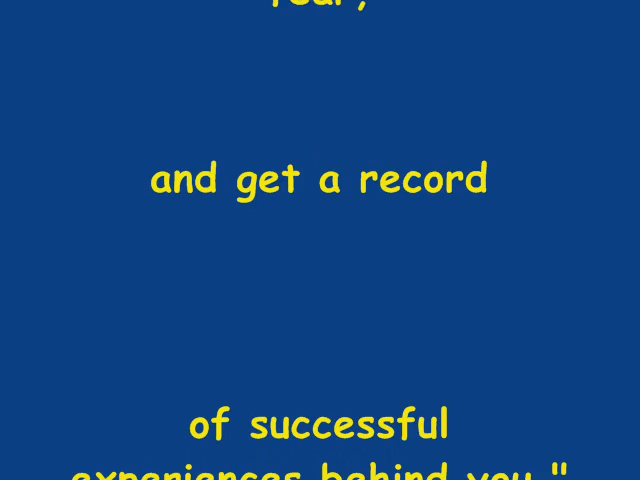 fear,
and get a record
of successful
experiences behind you."